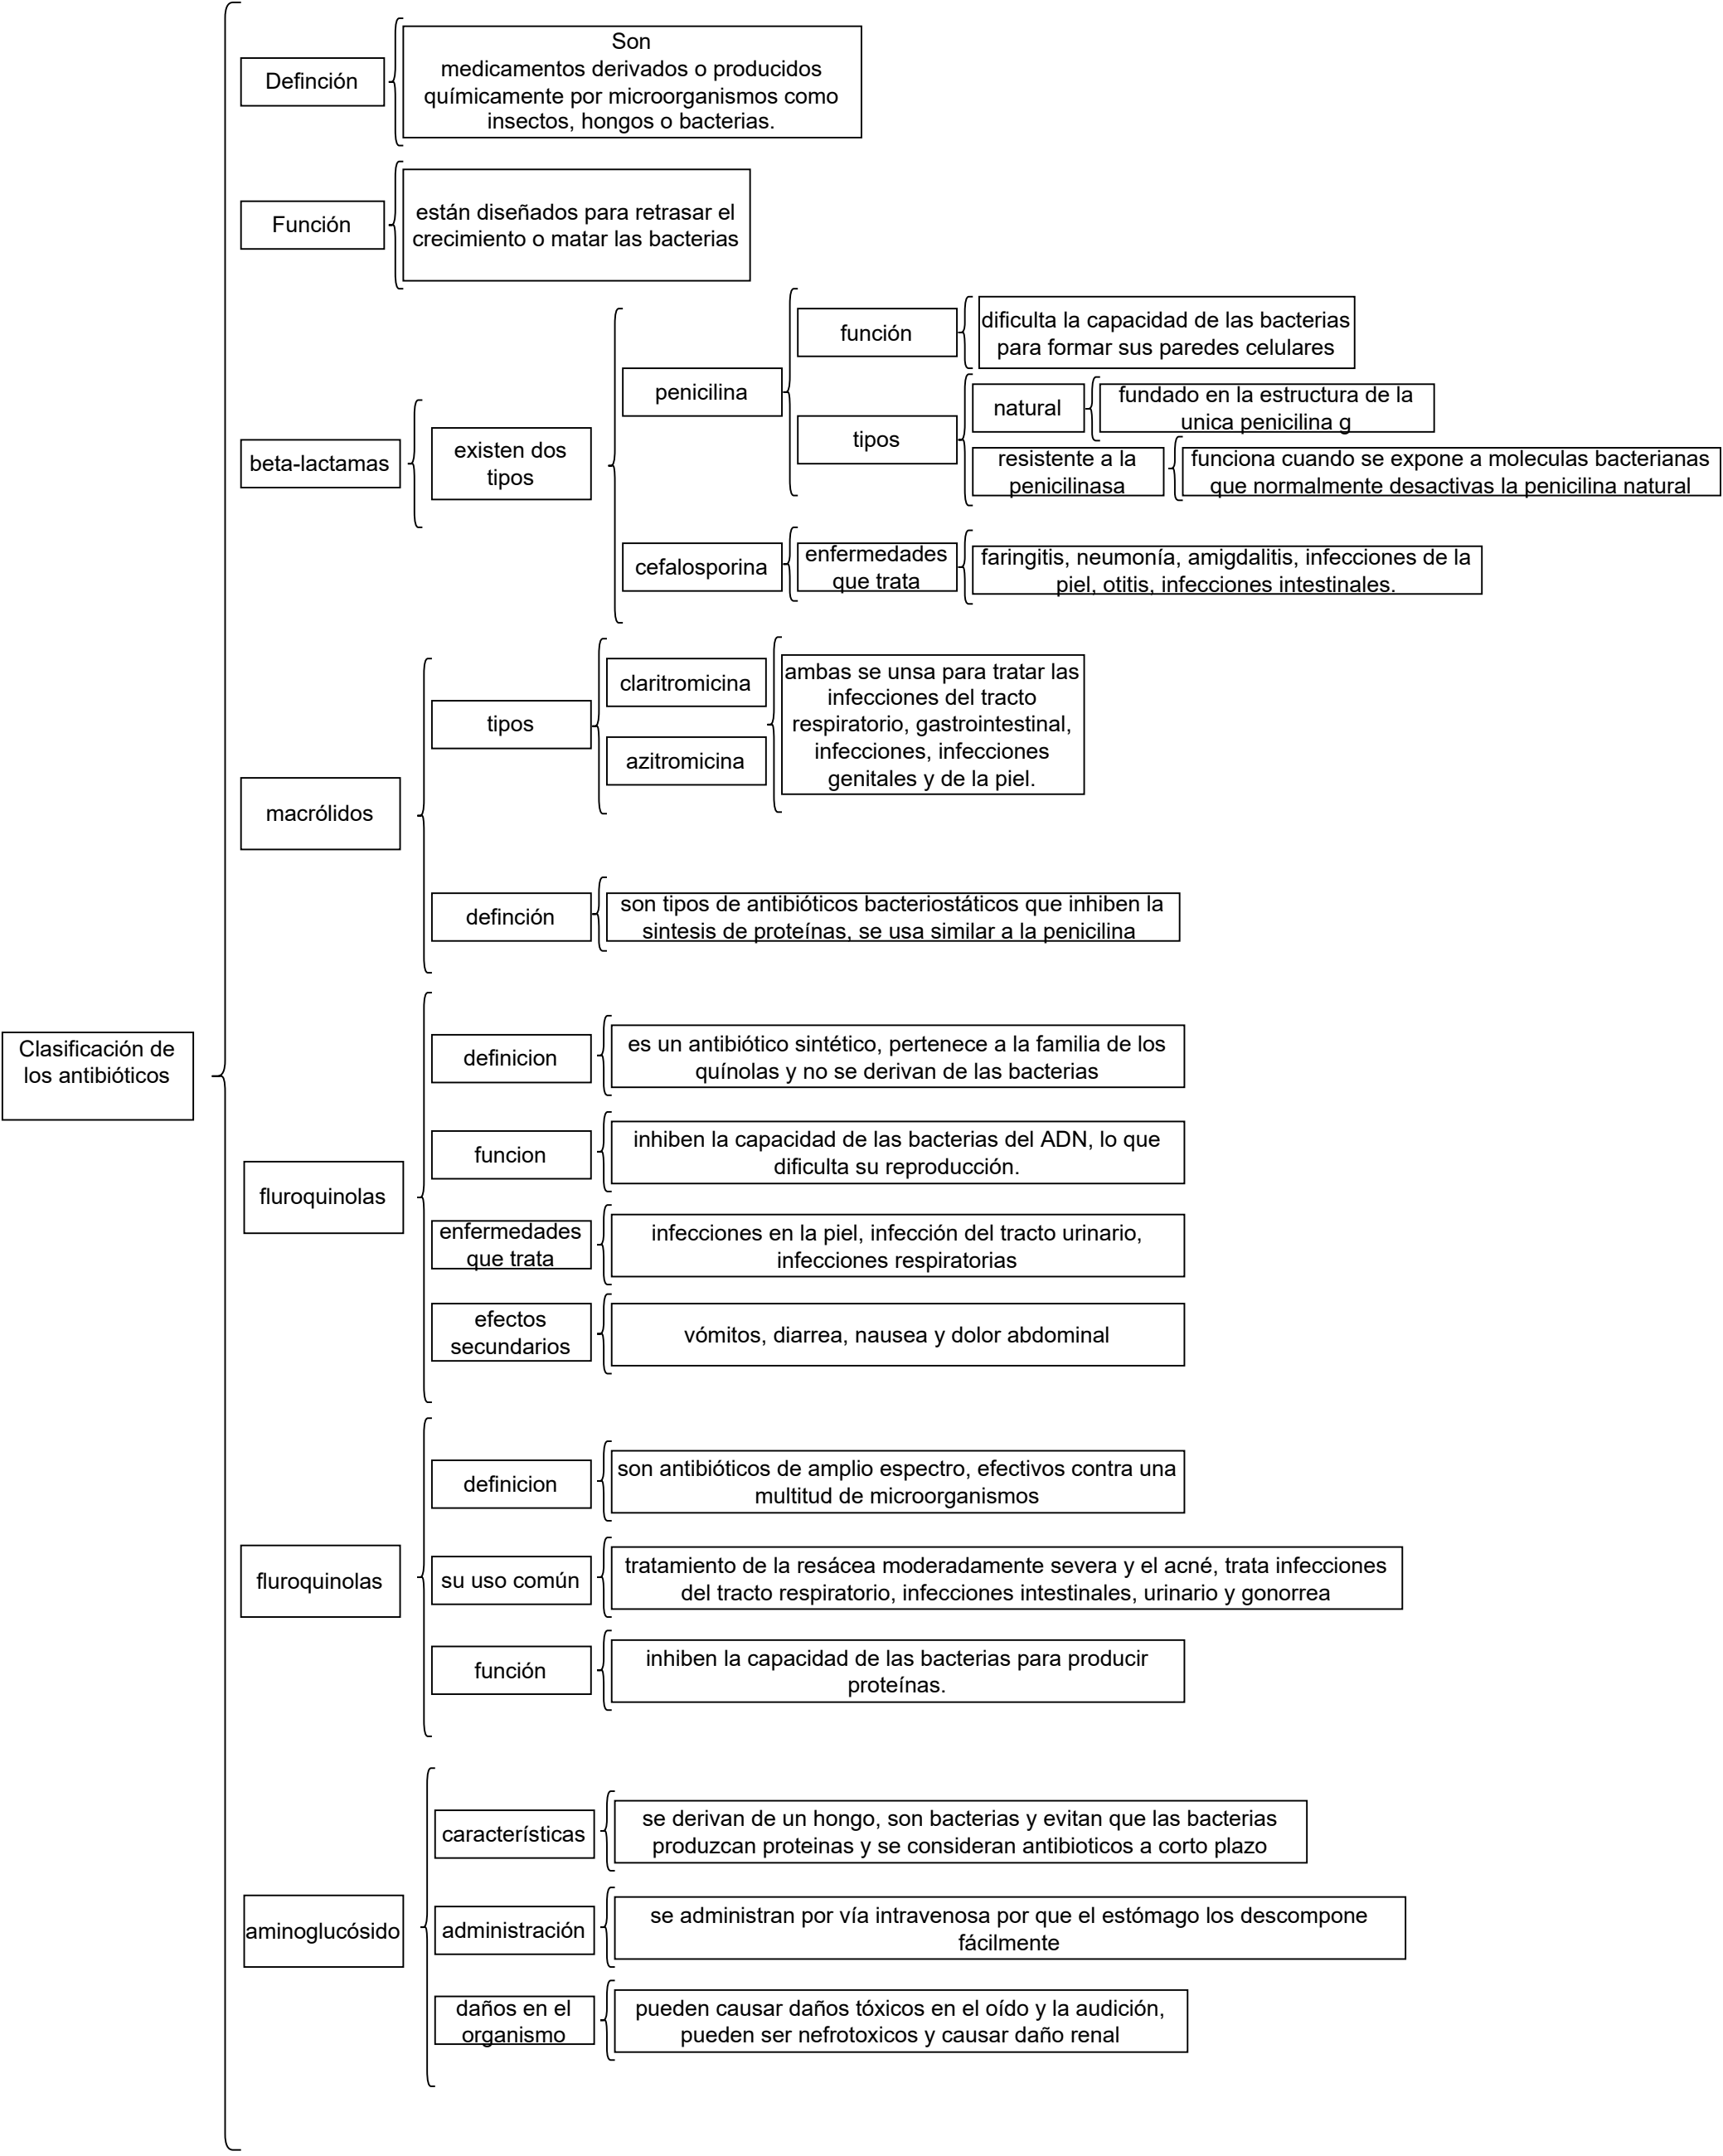 Definción
Son
medicamentos derivados o producidos
químicamente por microorganismos como
insectos, hongos o bacterias.
Función
están diseñados para retrasar el
crecimiento o matar las bacterias
beta-lactamas
existen dos
tipos
penicilina
función
dificulta la capacidad de las bacterias
para formar sus paredes celulares
tipos
natural
fundado en la estructura de la
unica penicilina g
resistente a la
penicilinasa
funciona cuando se expone a moleculas bacterianas
que normalmente desactivas la penicilina natural
cefalosporina
enfermedades
que trata
faringitis, neumonía, amigdalitis, infecciones de la
piel, otitis, infecciones intestinales.
macrólidos
tipos
claritromicina
azitromicina
ambas se unsa para tratar las
infecciones del tracto
respiratorio, gastrointestinal,
infecciones, infecciones
genitales y de la piel.
definción
son tipos de antibióticos bacteriostáticos que inhiben la
sintesis de proteínas, se usa similar a la penicilina
Clasificación de
los antibióticos
fluroquinolas
definicion
es un antibiótico sintético, pertenece a la familia de los
quínolas y no se derivan de las bacterias
funcion
inhiben la capacidad de las bacterias del ADN, lo que
dificulta su reproducción.
enfermedades
que trata
infecciones en la piel, infección del tracto urinario,
infecciones respiratorias
efectos
secundarios
vómitos, diarrea, nausea y dolor abdominal
fluroquinolas
definicion
son antibióticos de amplio espectro, efectivos contra una
multitud de microorganismos
su uso común
tratamiento de la resácea moderadamente severa y el acné, trata infecciones
del tracto respiratorio, infecciones intestinales, urinario y gonorrea
función
inhiben la capacidad de las bacterias para producir
proteínas.
aminoglucósido
características
se derivan de un hongo, son bacterias y evitan que las bacterias
produzcan proteinas y se consideran antibioticos a corto plazo
administración
se administran por vía intravenosa por que el estómago los descompone
fácilmente
daños en el
organismo
pueden causar daños tóxicos en el oído y la audición,
pueden ser nefrotoxicos y causar daño renal